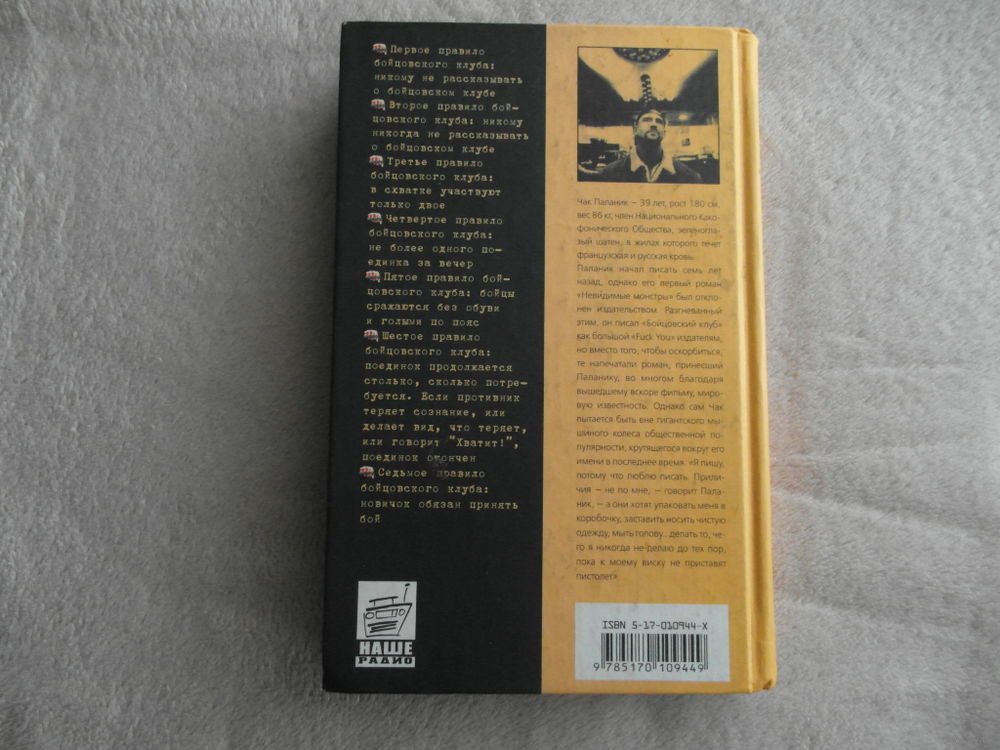 Первое правило
бойцовского клуба:
никому не рассказывать
о бойцовском клубе
Второе правило бой-
цовского клуба: никому
никогда не рассказывать
о бойцовском клубе
Третье правило
бойцовского клуба:
в схватке участвуют
только двое
Четвертое правило
бойцовского клуба:
не более одного по-
единка за вечер
Пятое правило бой-
цовского клуба: бойцы
сражаются без обуви
и голыми по пояс
Шестое правило
бойцовского клуба:
поединок продолжается
столько, сколько потре-
буется. Если противник
теряет сознание, или
делает вид, что теряет,
или говорит "Хватит!",
поединок окончен
Седьмое правило
бойцовского клуба:
новичок обязан принять
бой
НАШЕ
РАДИО
Чак Паланик – 39 лет, рост 180 см,
вес 86 кг, член Национального Како-
фонического Общества, зеленогла-
зый шатен, в жилах которого течет
французская и русская кровь.
Паланик начал писать семь лет
назад, однако его первый роман
«Невидимые монстры» был откло-
нен издательством. Разгневанный
этим, он писал «Бойцовский клуб»
как большой «Fuck You» издателям,
но вместо того, чтобы оскорбиться,
те напечатали роман, принесший
Паланику, во многом благодаря
вышедшему вскоре фильму, миро-
вую известность. Однако сам Чак
пытается быть вне гигантского мы-
шиного колеса общественной по-
пулярности, крутящегося вокруг его
имени в последнее время. «Я пишу,
потому что люблю писать. Прили-
чия – не по мне, – говорит Пала-
ник, – а они хотят упаковать меня в
коробочку, заставить носить чистую
одежду, мыть голову.. делать то, че-
го я никогда не делаю до тех пор,
пока к моему виску не приставят
пистолет».
ISBN 5-17-010944-X
9 785170 109449